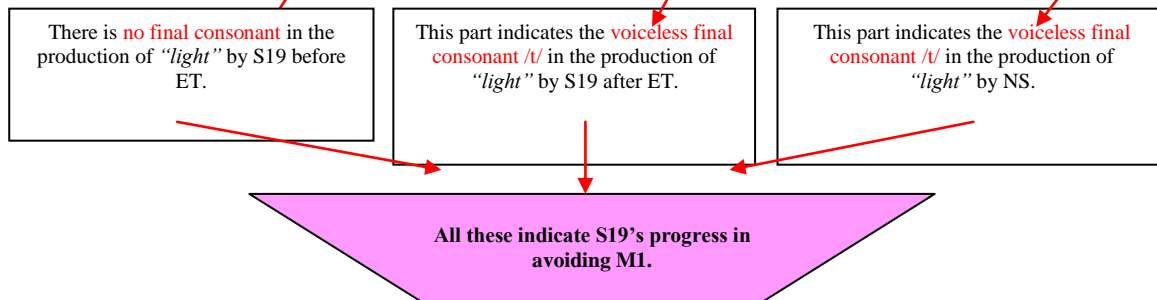 There is no final consonant in the
production of “light” by S19 before
ET.
This part indicates the voiceless final
consonant /t/ in the production of
“light” by S19 after ET.
This part indicates the voiceless final
consonant /t/ in the production of
“light” by NS.
All these indicate S19’s progress in
avoiding M1.